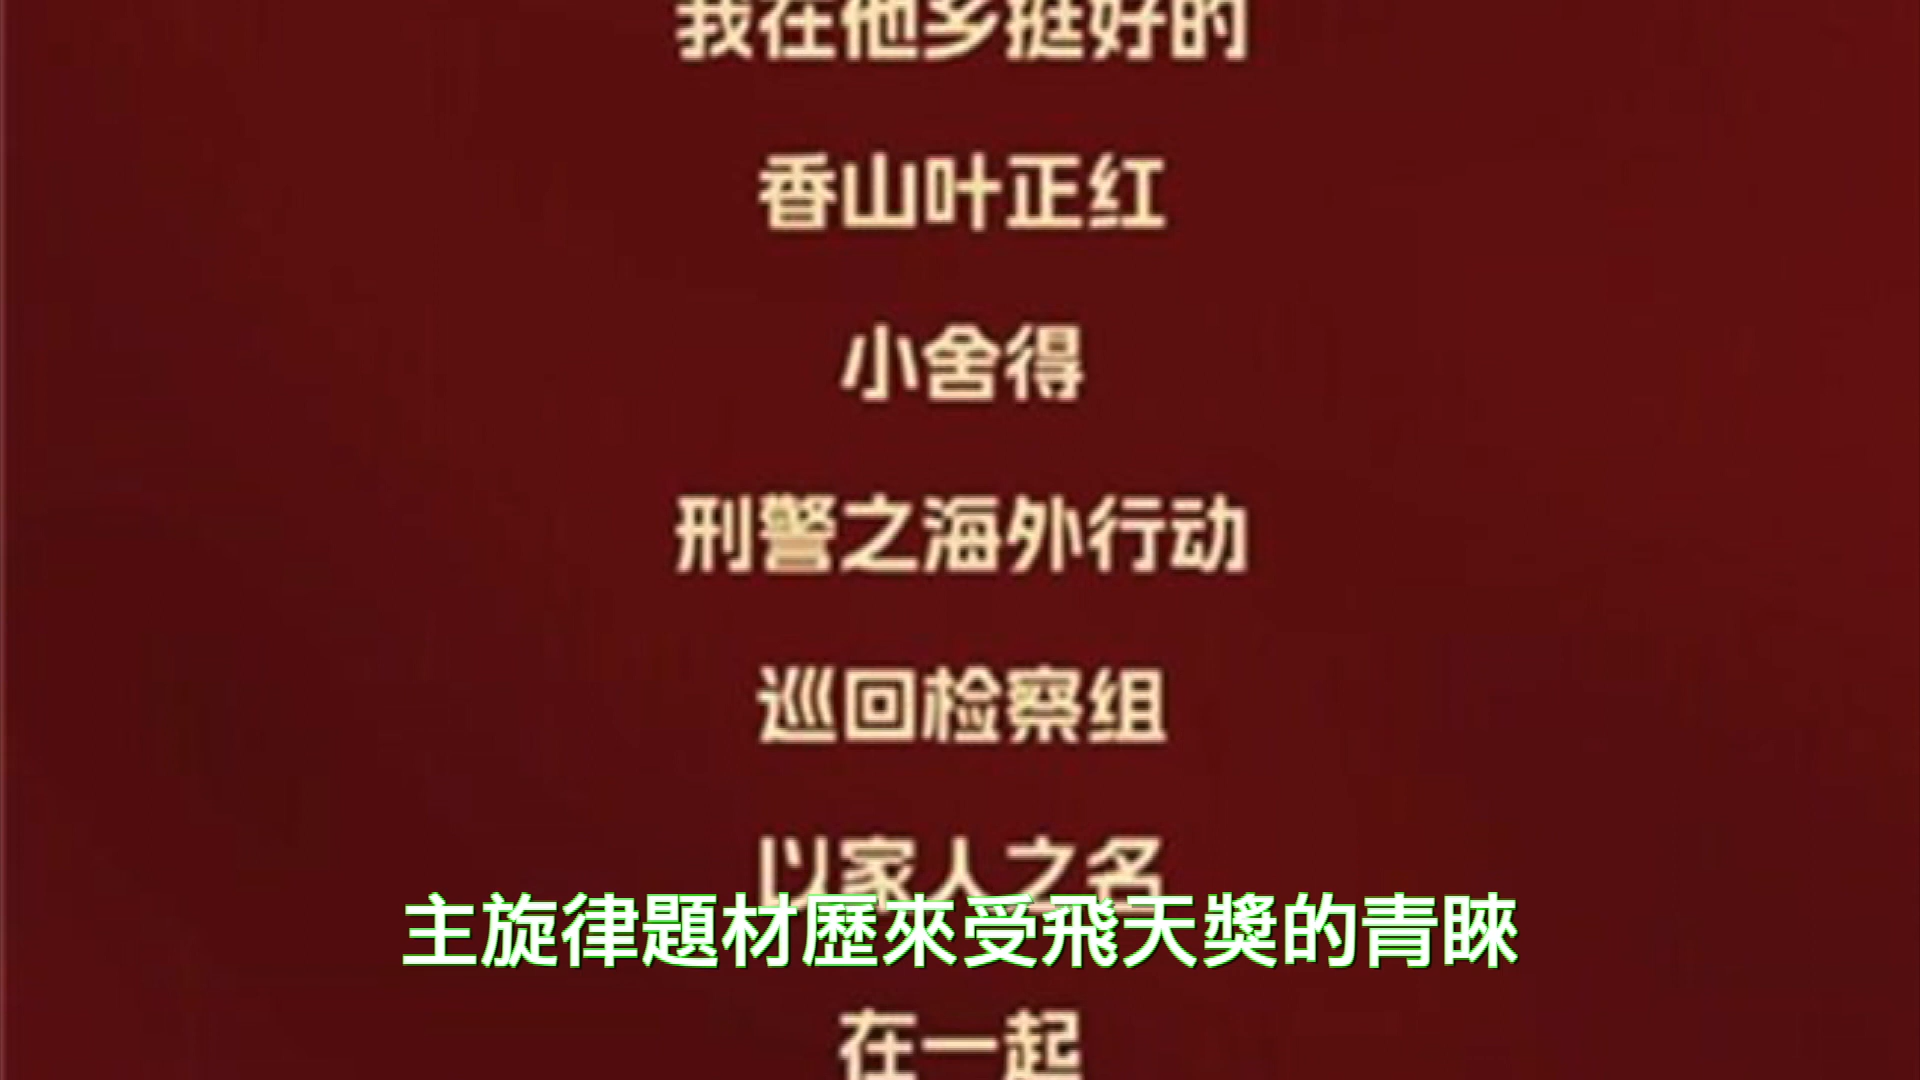 我在他乡挺好的
香山叶正红
小舍得
刑警之海外行动
巡回检察组
以家人之名
主旋律題材歷來受飛天獎的青睞
在一起